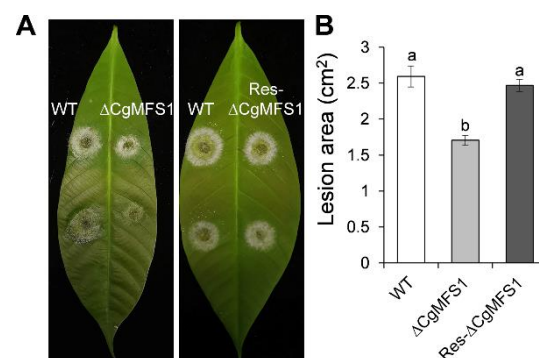 A
WT ΔCgMFS1
Res-
WT ΔCgMFS1
B
Lesion area (cm²)
3
2.5
2
1.5
1
0.5
0
a
b
a
WT
ΔCgMFS1
Res-ΔCgMFS1